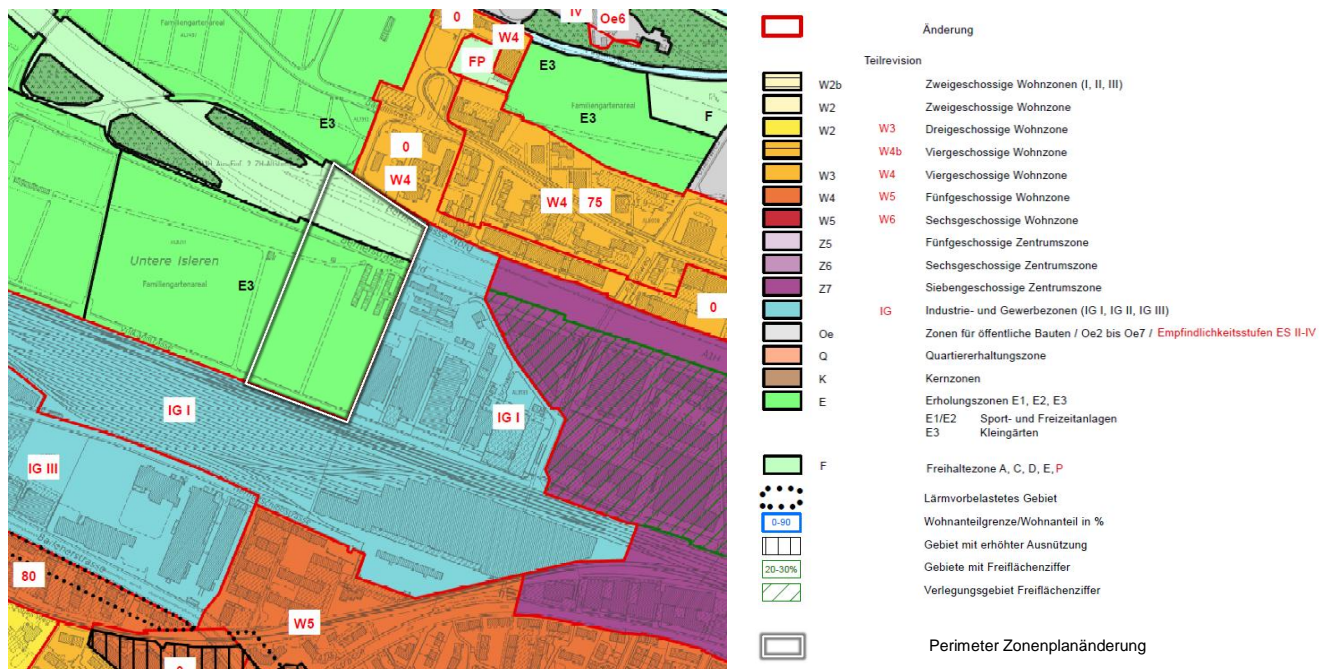 0
IV
Oe6
W4
FP
E3
Familiengartenareal
E3
Familiengartenareal
E3
F
0
W4
W4 75
Untere Isleren
Familiengartenareal
E3
0
IG I
IG I
IG III
Badenerstrasse
80
W5
0
Änderung
Teilrevision
W2b Zweigeschossige Wohnzonen (I, II, III)
W2 Zweigeschossige Wohnzone
W2 W3 Dreigeschossige Wohnzone
W4b Viergeschossige Wohnzone
W3 W4 Viergeschossige Wohnzone
W4 W5 Fünfgeschossige Wohnzone
W5 W6 Sechsgeschossige Wohnzone
Z5 Fünfgeschossige Zentrumszone
Z6 Sechsgeschossige Zentrumszone
Z7 Siebengeschossige Zentrumszone
IG Industrie- und Gewerbezonen (IG I, IG II, IG III)
Oe Zonen für öffentliche Bauten / Oe2 bis Oe7 / Empfindlichkeitsstufen ES II-IV
Q Quartiererhaltungszone
K Kernzonen
E Erholungszonen E1, E2, E3
E1/E2 Sport- und Freizeitanlagen
E3 Kleingärten
F Freihaltezone A, C, D, E, P
Lärmvorbelastetes Gebiet
0-90 Wohnanteilgrenze/Wohnanteil in %
Gebiet mit erhöhter Ausnützung
20-30% Gebiete mit Freiflächenziffer
Verlegungsgebiet Freiflächenziffer
Perimeter Zonenplanänderung